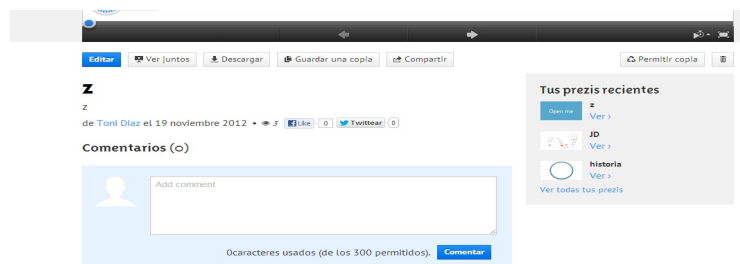 Editar Ver juntos Descargar Guardar una copia Compartir Permitir copia
z
z
de Toni Diaz el 19 noviembre 2012 • 3 Like 0 Twittear 0
Comentarios (0)
Add comment
0caracteres usados (de los 300 permitidos). Comentar
Tus prezis recientes
Open me
z
Ver ›
JD
Ver ›
historia
Ver ›
Ver todas tus prezis